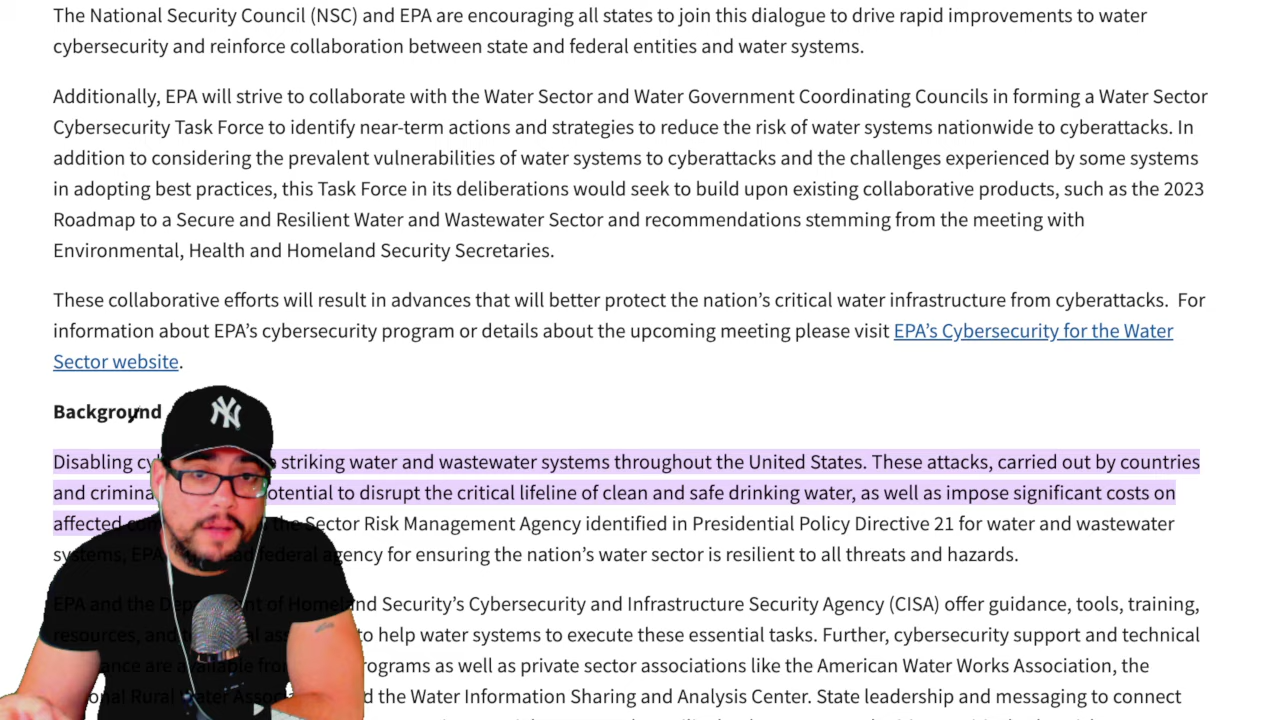 The National Security Council (NSC) and EPA are encouraging all states to join this dialogue to drive rapid improvements to water
cybersecurity and reinforce collaboration between state and federal entities and water systems.
Additionally, EPA will strive to collaborate with the Water Sector and Water Government Coordinating Councils in forming a Water Sector
Cybersecurity Task Force to identify near-term actions and strategies to reduce the risk of water systems nationwide to cyberattacks. In
addition to considering the prevalent vulnerabilities of water systems to cyberattacks and the challenges experienced by some systems
in adopting best practices, this Task Force in its deliberations would seek to build upon existing collaborative products, such as the 2023
Roadmap to a Secure and Resilient Water and Wastewater Sector and recommendations stemming from the meeting with
Environmental, Health and Homeland Security Secretaries.
These collaborative efforts will result in advances that will better protect the nation’s critical water infrastructure from cyberattacks.  For
information about EPA’s cybersecurity program or details about the upcoming meeting please visit EPA’s Cybersecurity for the Water
Sector website.
Background
NY
Disabling striking water and wastewater systems throughout the United States. These attacks, carried out by countries
and potential to disrupt the critical lifeline of clean and safe drinking water, as well as impose significant costs on
affected the Sector Risk Management Agency identified in Presidential Policy Directive 21 for water and wastewater
systems, EPA federal agency for ensuring the nation’s water sector is resilient to all threats and hazards.
EPA and the Department of Homeland Security’s Cybersecurity and Infrastructure Security Agency (CISA) offer guidance, tools, training,
resources, and to help water systems to execute these essential tasks. Further, cybersecurity support and technical
are available from programs as well as private sector associations like the American Water Works Association, the
Rural Water and the Water Information Sharing and Analysis Center. State leadership and messaging to connect